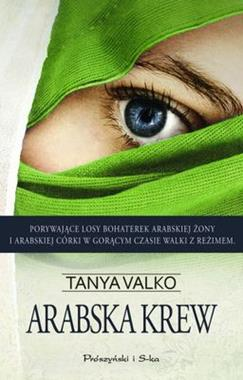 PORYWAJĄCE LOSY BOHATEREK ARABSKIEJ ŻONY
I ARABSKIEJ CÓRKI W GORĄCYM CZASIE WALKI Z REŻIMEM.
TANYA VALKO
ARABSKA KREW
Prószyński i S-ka